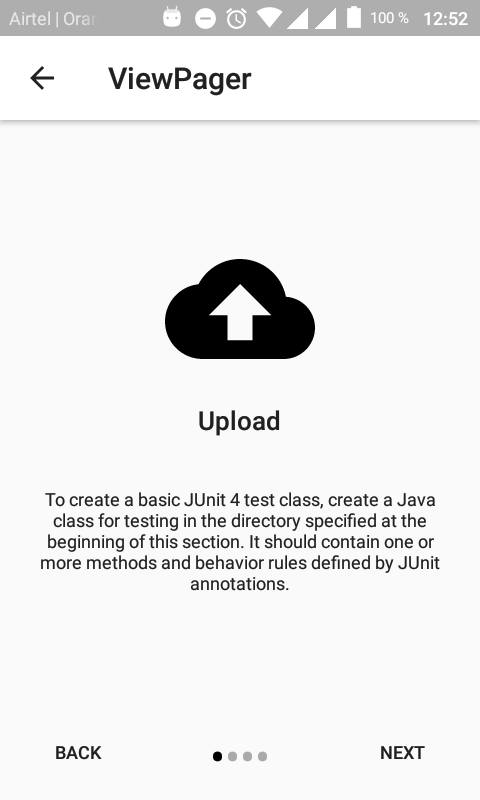 Airtel | Oran 100 % 12:52
ViewPager
Upload
To create a basic JUnit 4 test class, create a Java
class for testing in the directory specified at the
beginning of this section. It should contain one or
more methods and behavior rules defined by JUnit
annotations.
BACK NEXT